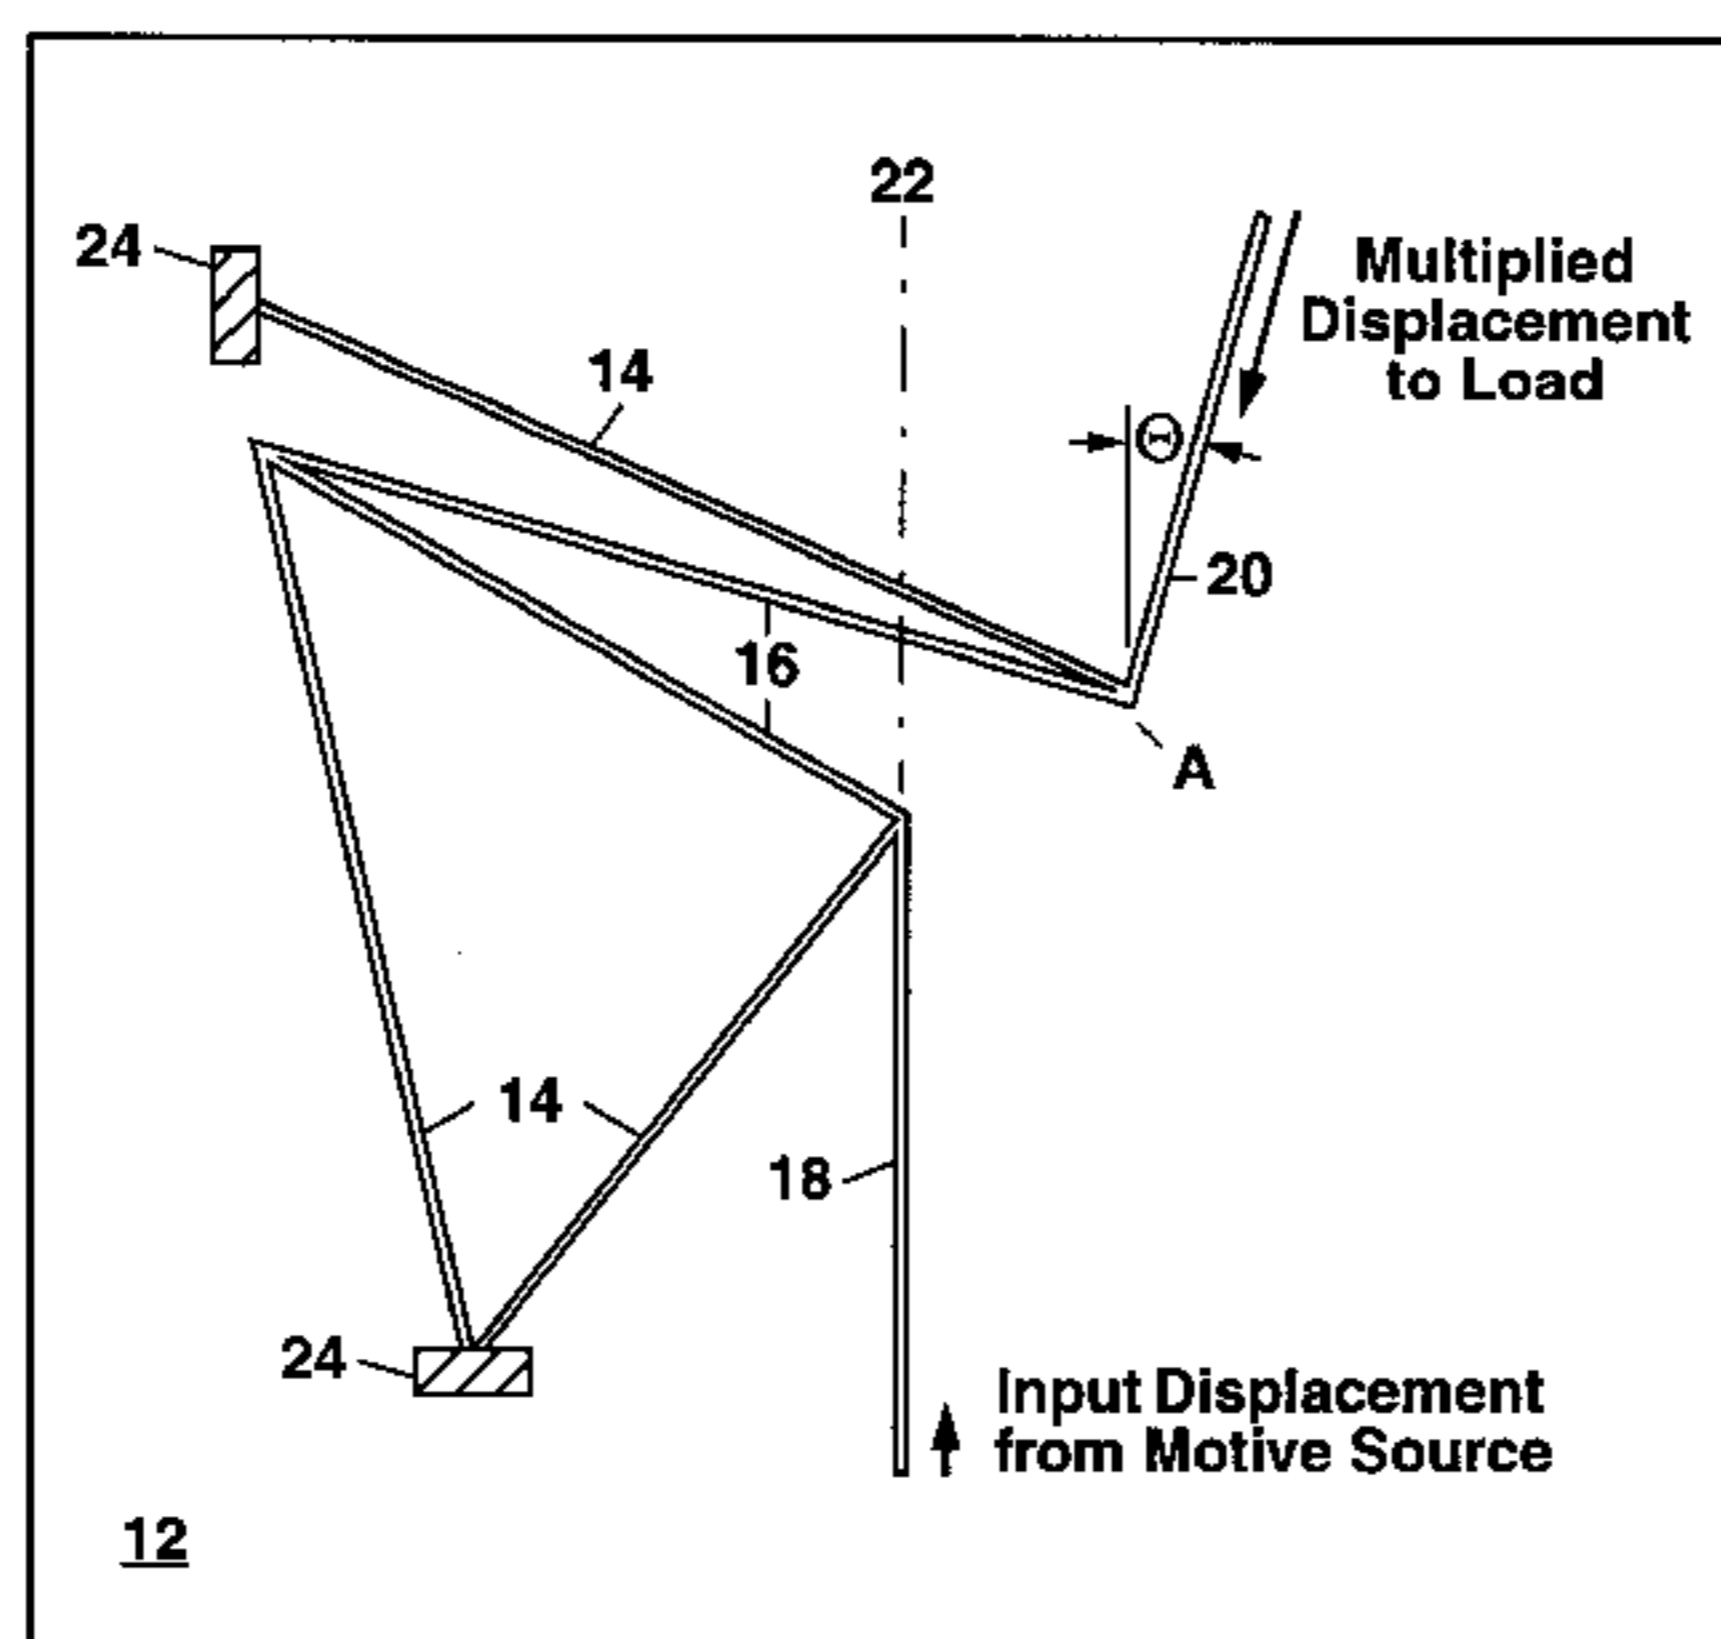 22
24
14
Multiplied
Displacement
to Load
Θ
20
16
A
14
18
24
Input Displacement
from Motive Source
12